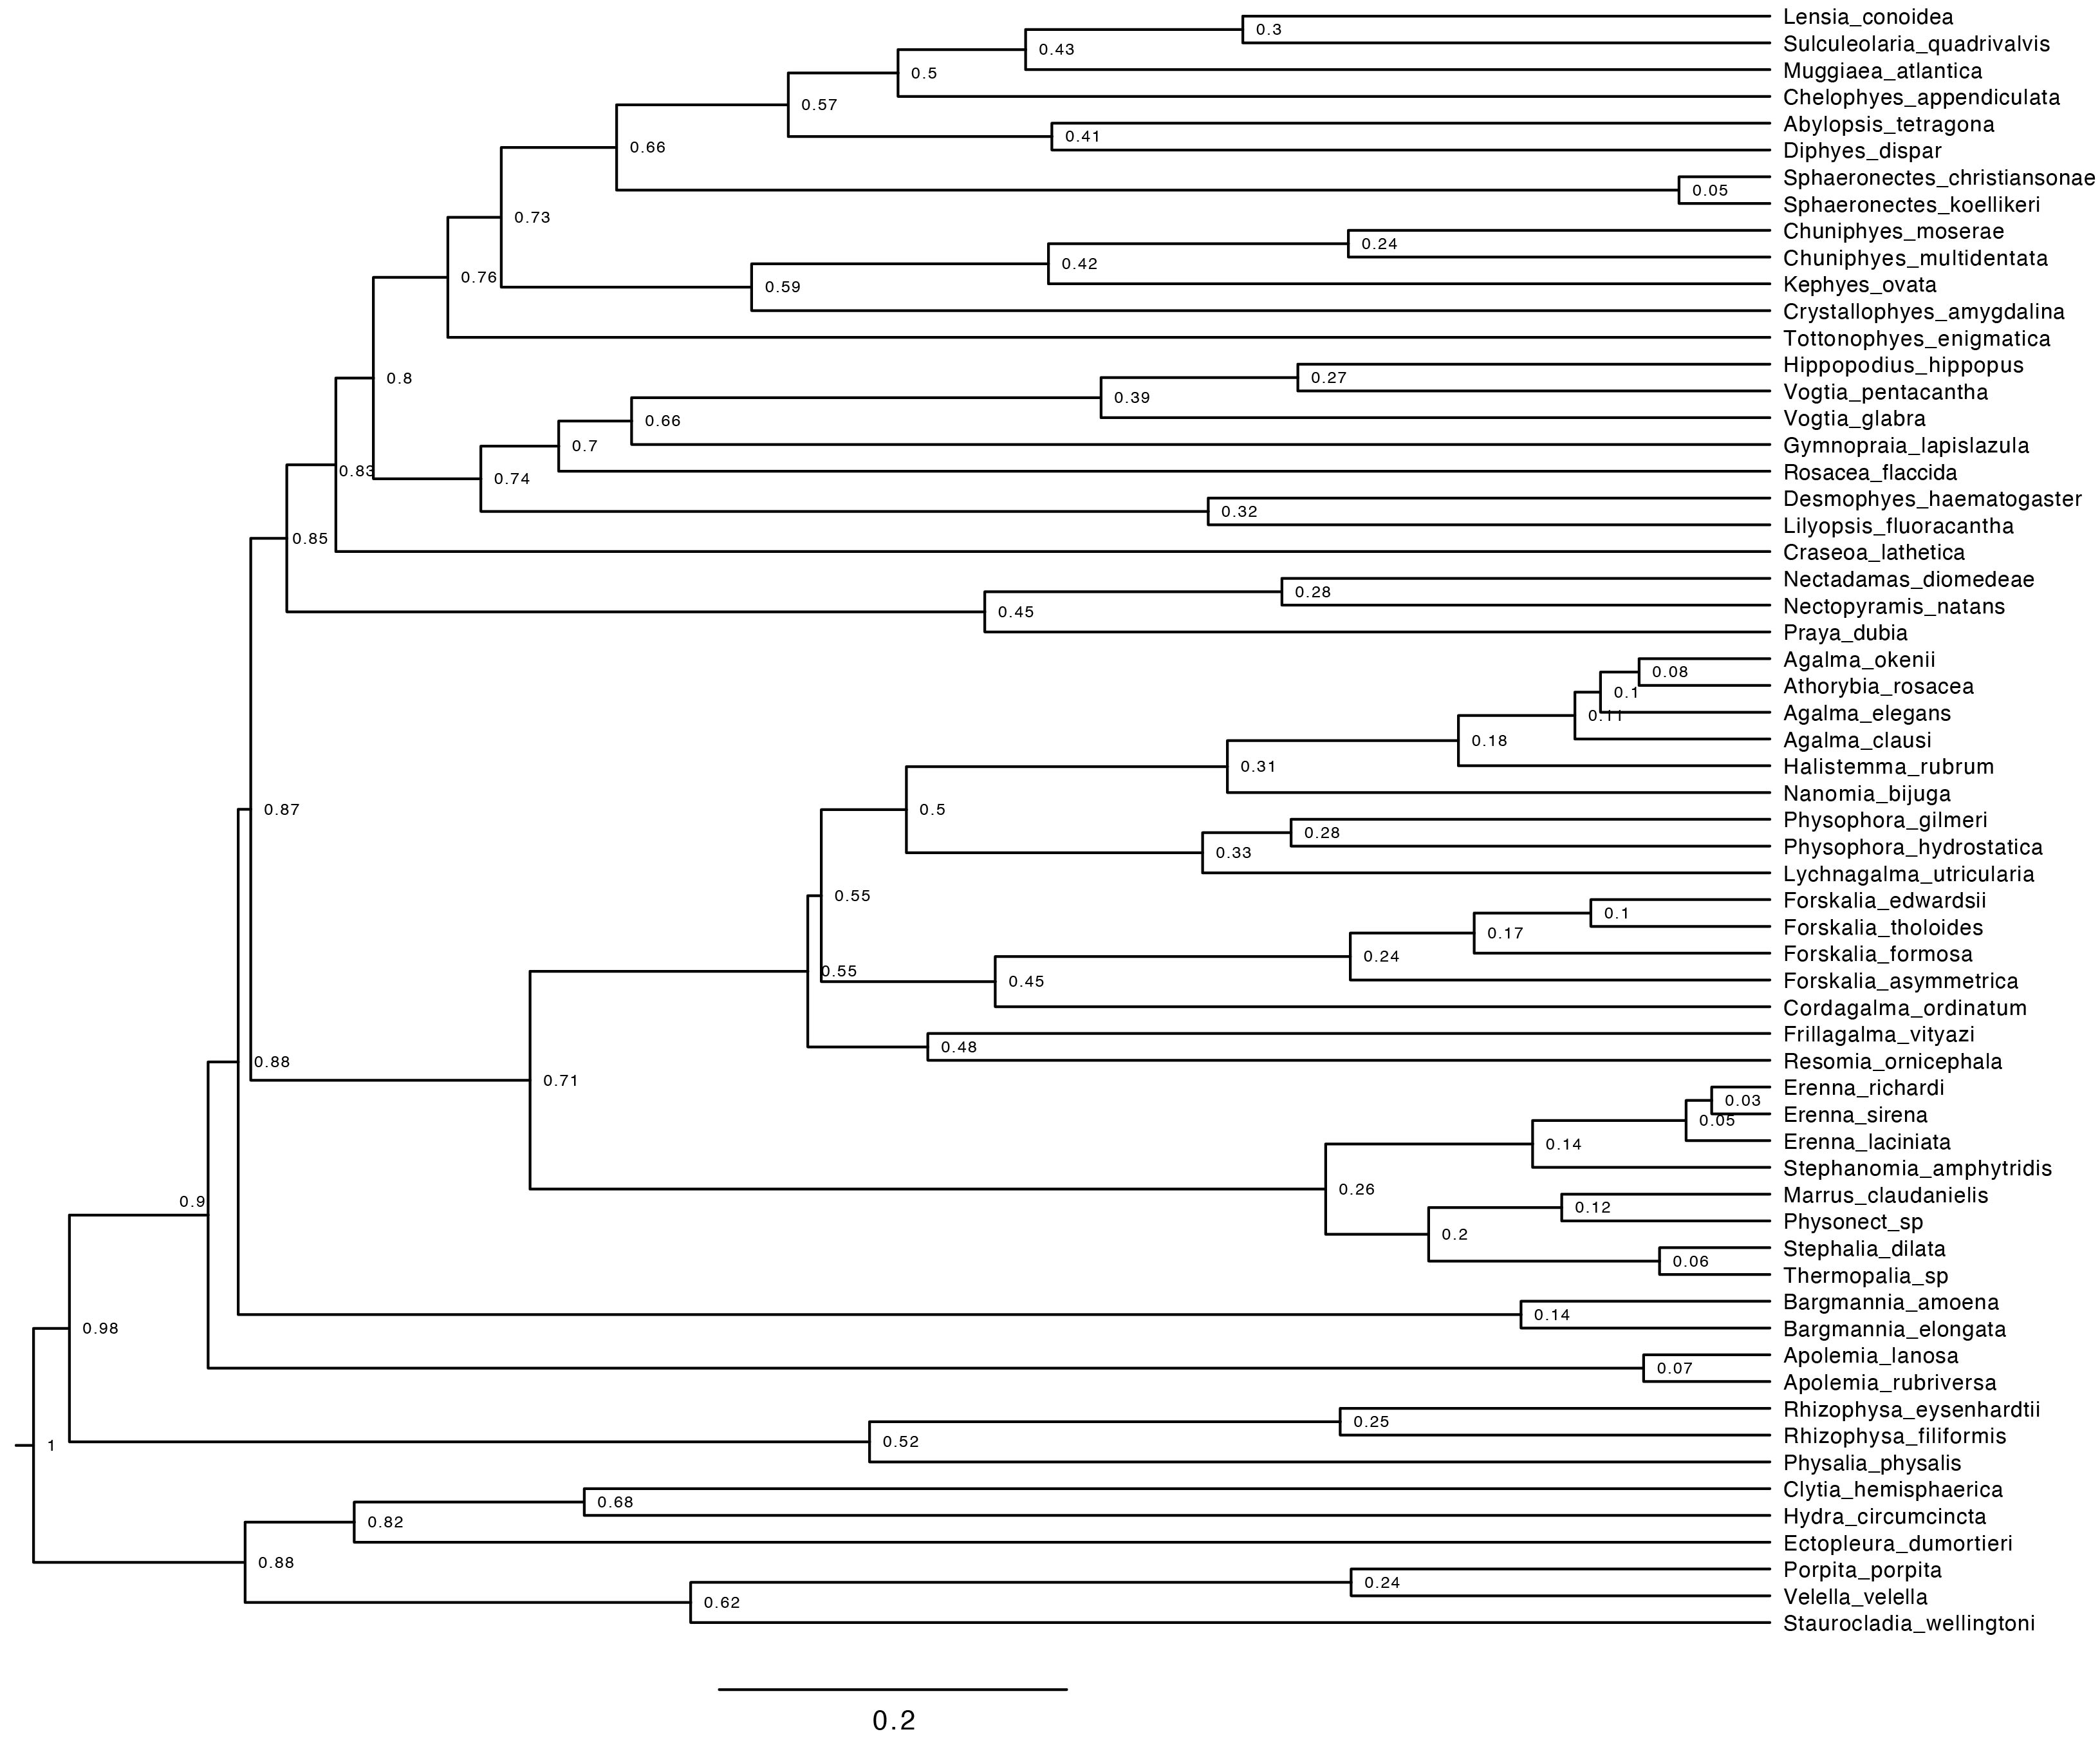 Lensia_conoidea
0.3
Sulculeolaria_quadrivalvis
0.43
Muggiaea_atlantica
0.5
Chelophyes_appendiculata
0.57
Abylopsis_tetragona
0.41
Diphyes_dispar
0.66
Sphaeronectes_christiansonae
0.05
Sphaeronectes_koellikeri
0.73
Chuniphyes_moserae
0.24
Chuniphyes_multidentata
0.42
Kephyes_ovata
0.76
0.59
Crystallophyes_amygdalina
Tottonophyes_enigmatica
Hippopodius_hippopus
0.8
0.27
Vogtia_pentacantha
0.39
Vogtia_glabra
0.66
Gymnopraia_lapislazula
0.7
Rosacea_flaccida
0.83
0.74
Desmophyes_haematogaster
0.32
Lilyopsis_fluoracantha
0.85
Craseoa_lathetica
Nectadamas_diomedeae
0.28
Nectopyramis_natans
0.45
Praya_dubia
Agalma_okenii
0.08
Athorybia_rosacea
0.1
Agalma_elegans
0.11
Agalma_clausi
0.18
Halistemma_rubrum
0.31
Nanomia_bijuga
0.87
0.5
Physophora_gilmeri
0.28
Physophora_hydrostatica
0.33
Lychnagalma_utricularia
0.55
Forskalia_edwardsii
0.1
Forskalia_tholoides
0.17
Forskalia_formosa
0.24
0.55
Forskalia_asymmetrica
0.45
Cordagalma_ordinatum
Frillagalma_vityazi
0.48
Resomia_ornicephala
0.88
0.71
Erenna_richardi
0.03
Erenna_sirena
0.05
Erenna_laciniata
0.14
Stephanomia_amphytridis
0.26
Marrus_claudanielis
0.9
0.12
Physonect_sp
0.2
Stephalia_dilata
0.06
Thermopalia_sp
Bargmannia_amoena
0.14
Bargmannia_elongata
0.98
Apolemia_lanosa
0.07
Apolemia_rubriversa
Rhizophysa_eysenhardtii
0.25
Rhizophysa_filiformis
1
0.52
Physalia_physalis
Clytia_hemisphaerica
0.68
Hydra_circumcincta
0.82
Ectopleura_dumortieri
0.88
Porpita_porpita
0.24
Velella_velella
0.62
Staurocladia_wellingtoni
0.2